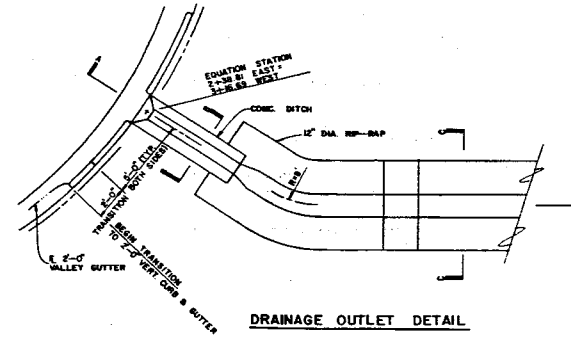 EQUATION STATION
2+38.81 EAST =
3+16.69 WEST
CONC. DITCH
12" DIA. RIP-RAP
A
C
C
5'-0" (TYP.
TRANSITION BOTH SIDES)
2'-0"
BEGIN TRANSITION
TO 2'-0" VERT. CURB & GUTTER
2'-0"
VALLEY GUTTER
DRAINAGE OUTLET DETAIL